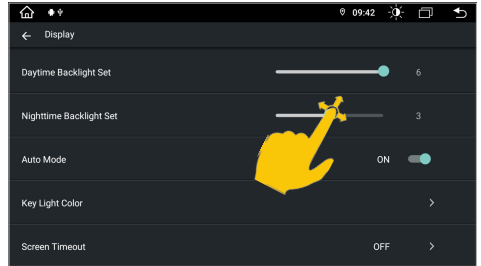 09:42
Display
Daytime Backlight Set 6
Nighttime Backlight Set 3
Auto Mode ON
Key Light Color
Screen Timeout OFF